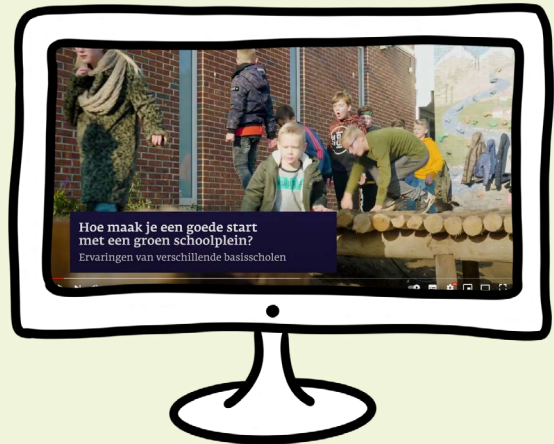 Hoe maak je een goede start
met een groen schoolplein?
Ervaringen van verschillende basisscholen